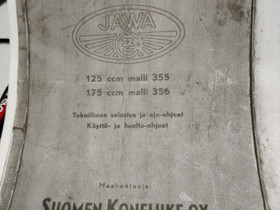 JAWA
125 ccm malli 355
175 ccm malli 356
Teknillinen selostus ja ajo-ohjeet
Käyttö- ja huolto-ohjeet
Maahantuoja:
SUOMEN KONELIIKE OY